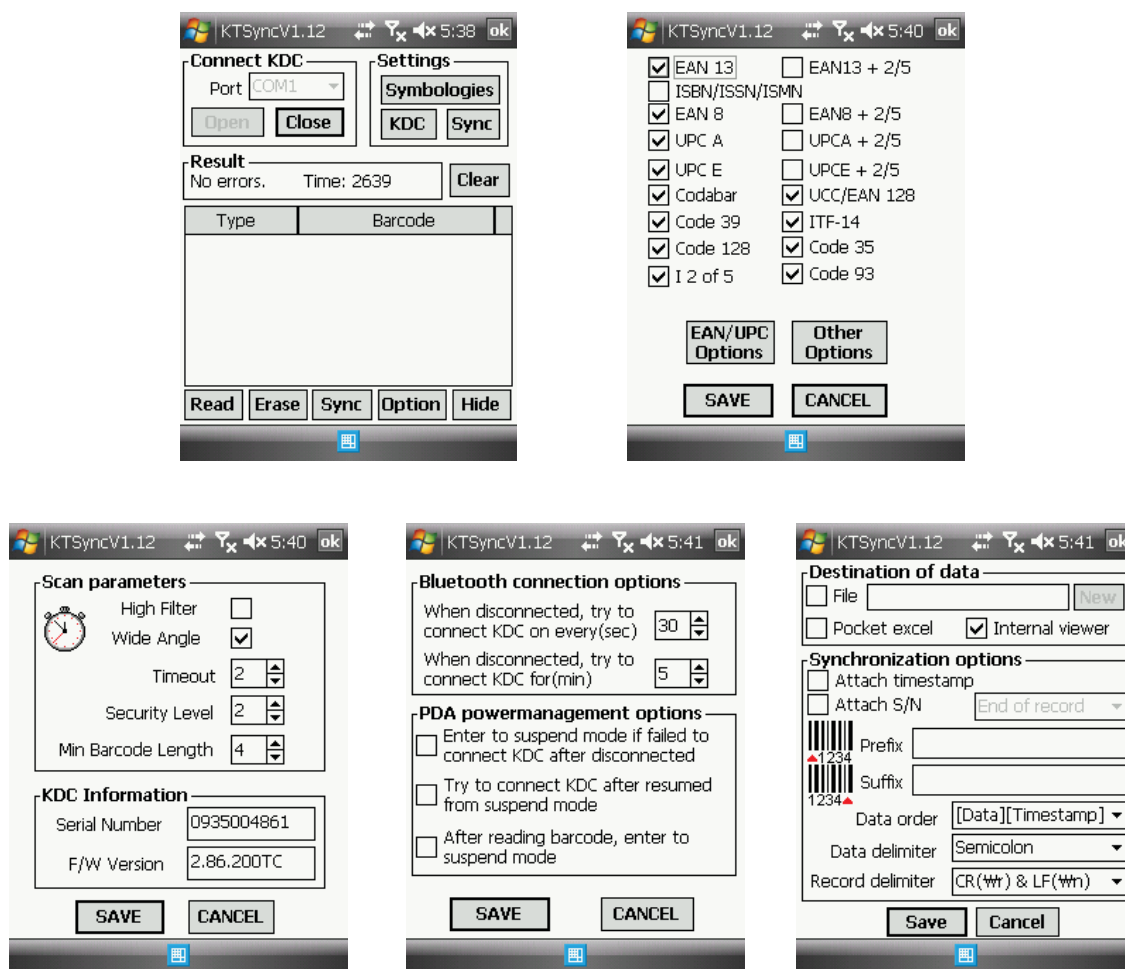 KTSyncV1.12 5:38 ok
Connect KDC
Port COM1
Open Close
Settings
Symbologies
KDC Sync
Result
No errors. Time: 2639
Clear
Type Barcode
Read Erase Sync Option Hide
KTSyncV1.12 5:40 ok
EAN 13 EAN13 + 2/5
ISBN/ISSN/ISMN
EAN 8 EAN8 + 2/5
UPC A UPCA + 2/5
UPC E UPCE + 2/5
Codabar UCC/EAN 128
Code 39 ITF-14
Code 128 Code 35
I 2 of 5 Code 93
EAN/UPC Options
Other Options
SAVE CANCEL
KTSyncV1.12 5:40 ok
Scan parameters
High Filter
Wide Angle
Timeout 2
Security Level 2
Min Barcode Length 4
KDC Information
Serial Number 0935004861
F/W Version 2.86.200TC
SAVE CANCEL
KTSyncV1.12 5:41 ok
Bluetooth connection options
When disconnected, try to
connect KDC on every(sec) 30
When disconnected, try to
connect KDC for(min) 5
PDA powermanagement options
Enter to suspend mode if failed to
connect KDC after disconnected
Try to connect KDC after resumed
from suspend mode
After reading barcode, enter to
suspend mode
SAVE CANCEL
KTSyncV1.12 5:41 ok
Destination of data
File New
Pocket excel Internal viewer
Synchronization options
Attach timestamp
Attach S/N End of record
1234 Prefix
1234 Suffix
Data order [Data][Timestamp]
Data delimiter Semicolon
Record delimiter CR(₩r) & LF(₩n)
Save Cancel